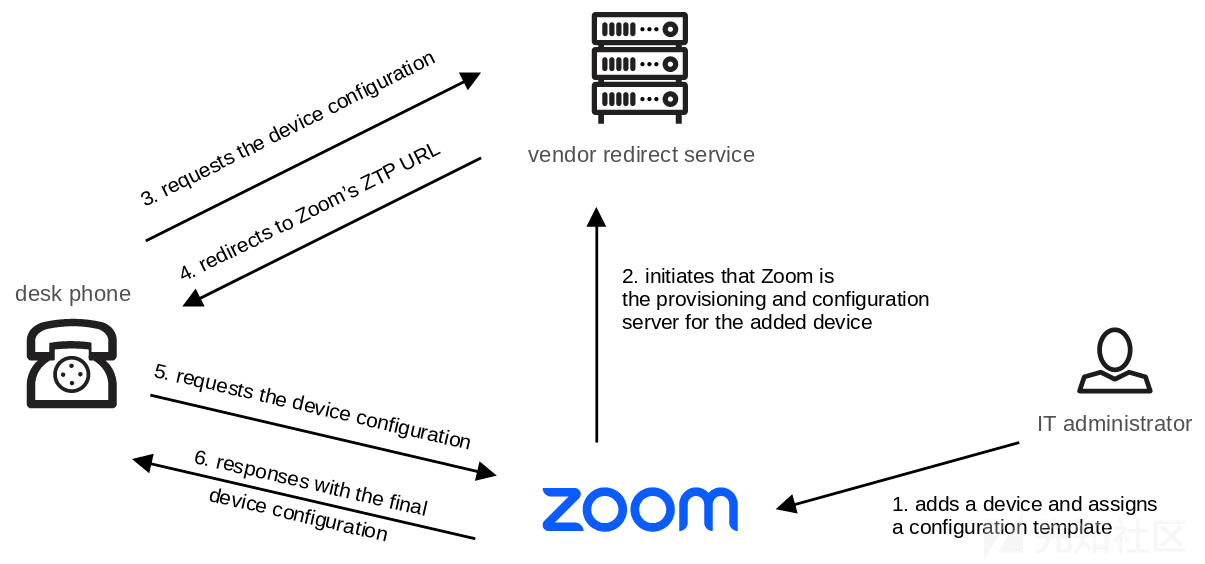 3. requests the device configuration
vendor redirect service
4. redirects to Zoom's ZTP URL
2. initiates that Zoom is
the provisioning and configuration
server for the added device
desk phone
5. requests the device configuration
IT administrator
6. responses with the final
device configuration
zoom
1. adds a device and assigns
a configuration template
先知社区